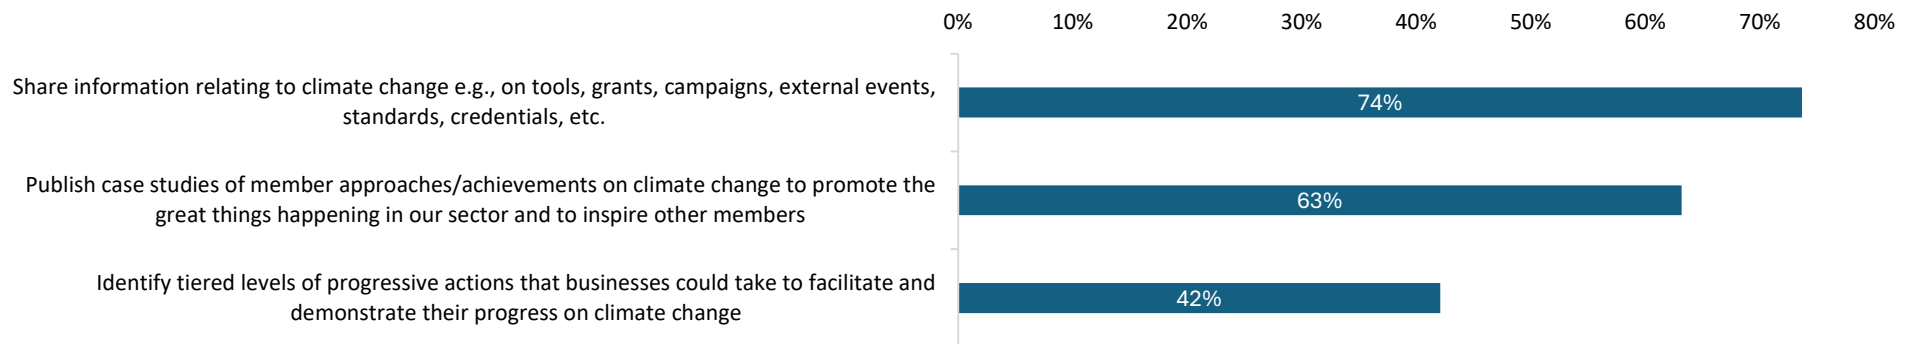 0% 10% 20% 30% 40% 50% 60% 70% 80%
Share information relating to climate change e.g., on tools, grants, campaigns, external events,
standards, credentials, etc.
74%
Publish case studies of member approaches/achievements on climate change to promote the
great things happening in our sector and to inspire other members
63%
Identify tiered levels of progressive actions that businesses could take to facilitate and
demonstrate their progress on climate change
42%